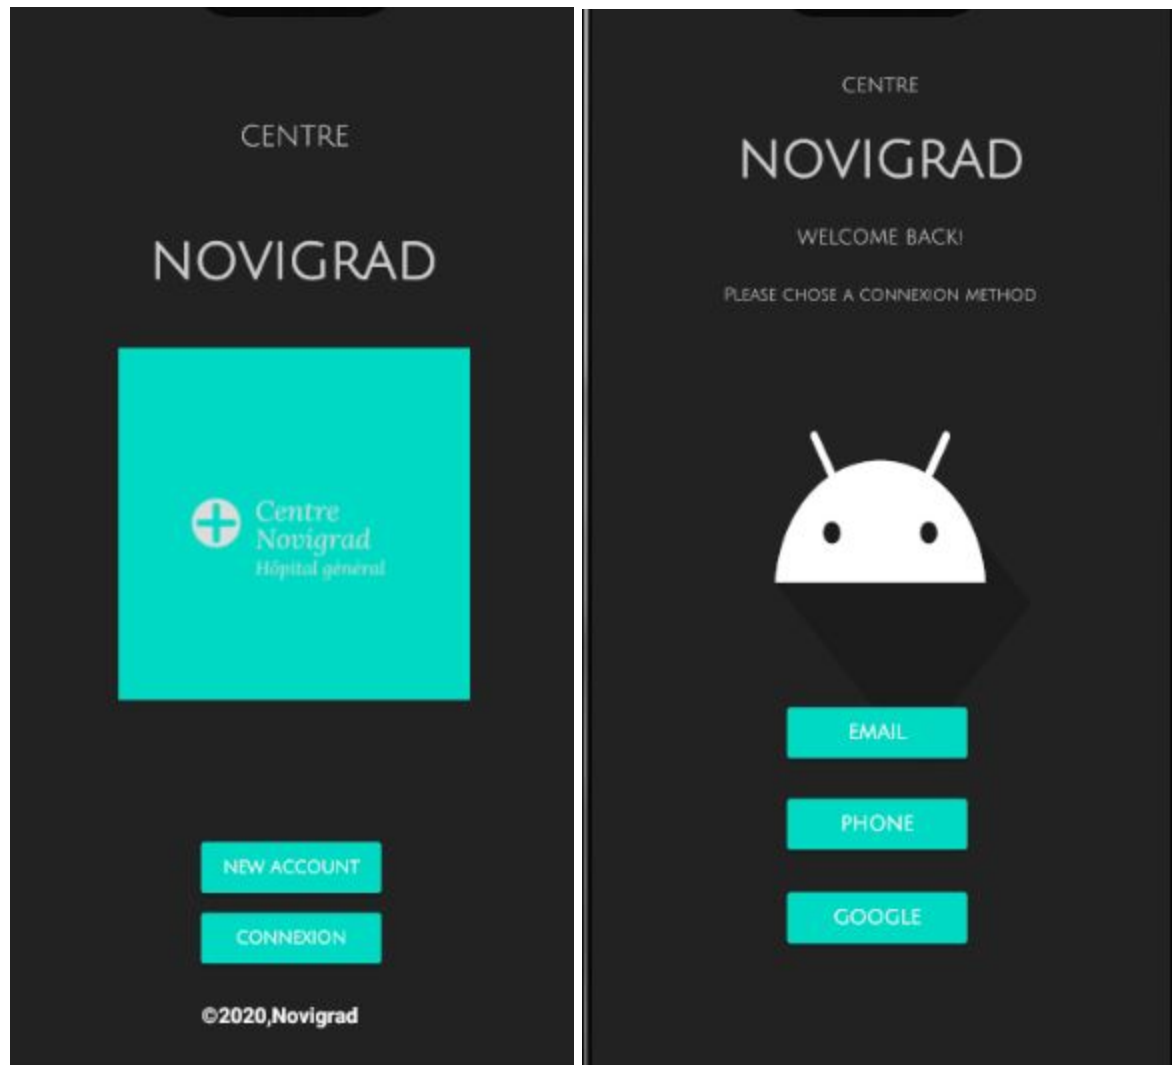 CENTRE
NOVIGRAD
Centre
Novigrad
Hôpital général
NEW ACCOUNT
CONNEXION
©2020,Novigrad
CENTRE
NOVIGRAD
WELCOME BACK!
PLEASE CHOSE A CONNEXION METHOD
EMAIL
PHONE
GOOGLE